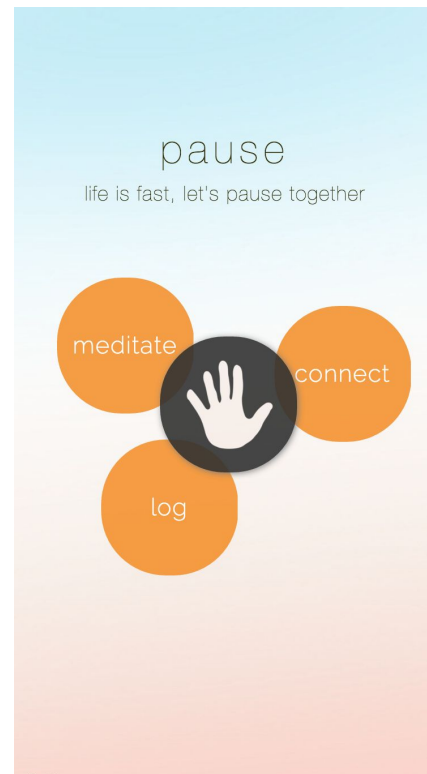 pause
life is fast, let's pause together
meditate
connect
log